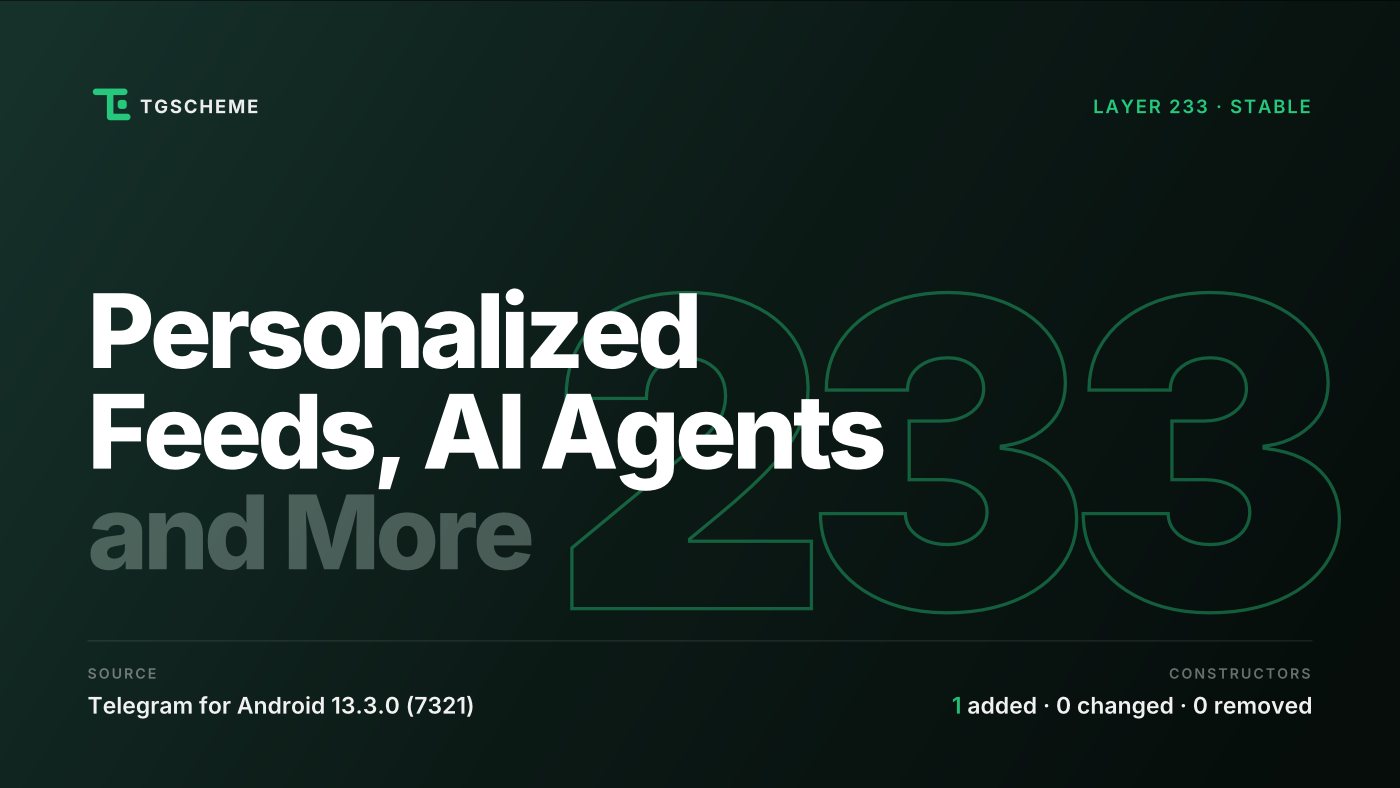 TGSCHEME
LAYER 233 · STABLE
233
Personalized
Feeds, AI Agents
and More
SOURCE
Telegram for Android 13.3.0 (7321)
CONSTRUCTORS
1 added · 0 changed · 0 removed